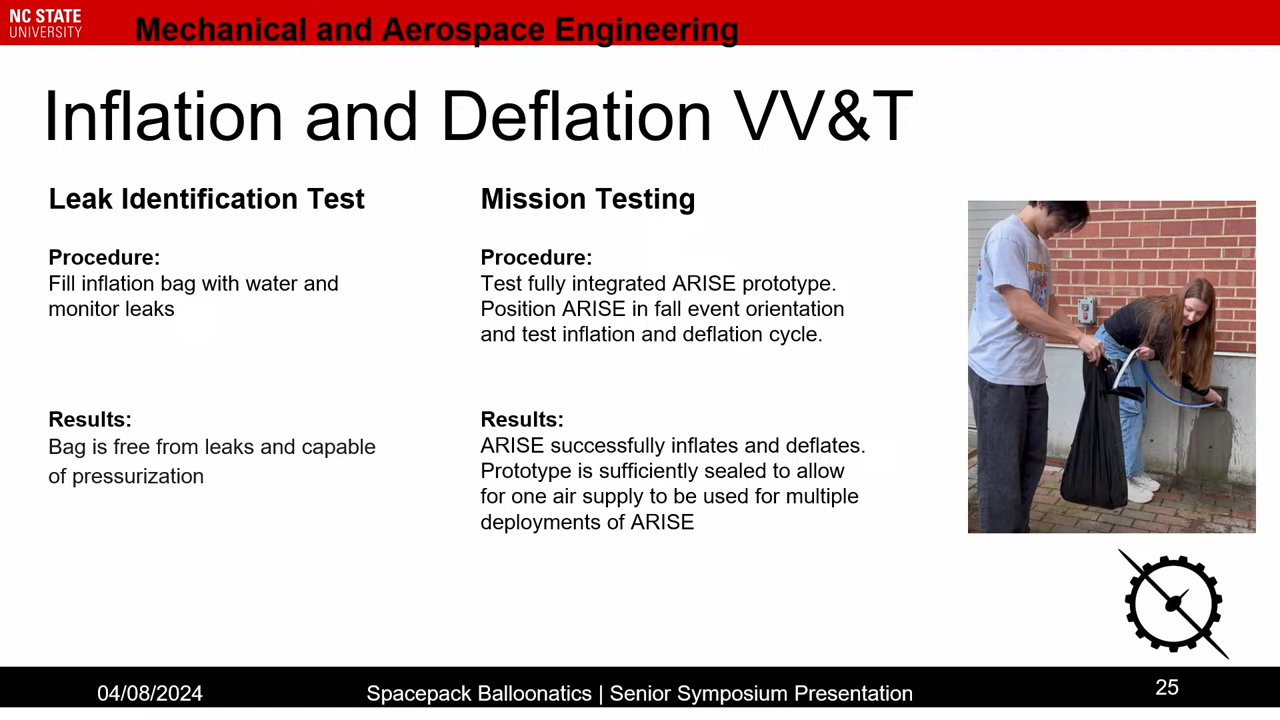 NC STATE
UNIVERSITY
Mechanical and Aerospace Engineering
Inflation and Deflation VV&T
Leak Identification Test
Procedure:
Fill inflation bag with water and
monitor leaks
Results:
Bag is free from leaks and capable
of pressurization
Mission Testing
Procedure:
Test fully integrated ARISE prototype.
Position ARISE in fall event orientation
and test inflation and deflation cycle.
Results:
ARISE successfully inflates and deflates.
Prototype is sufficiently sealed to allow
for one air supply to be used for multiple
deployments of ARISE
04/08/2024
Spacepack Balloonatics | Senior Symposium Presentation
25